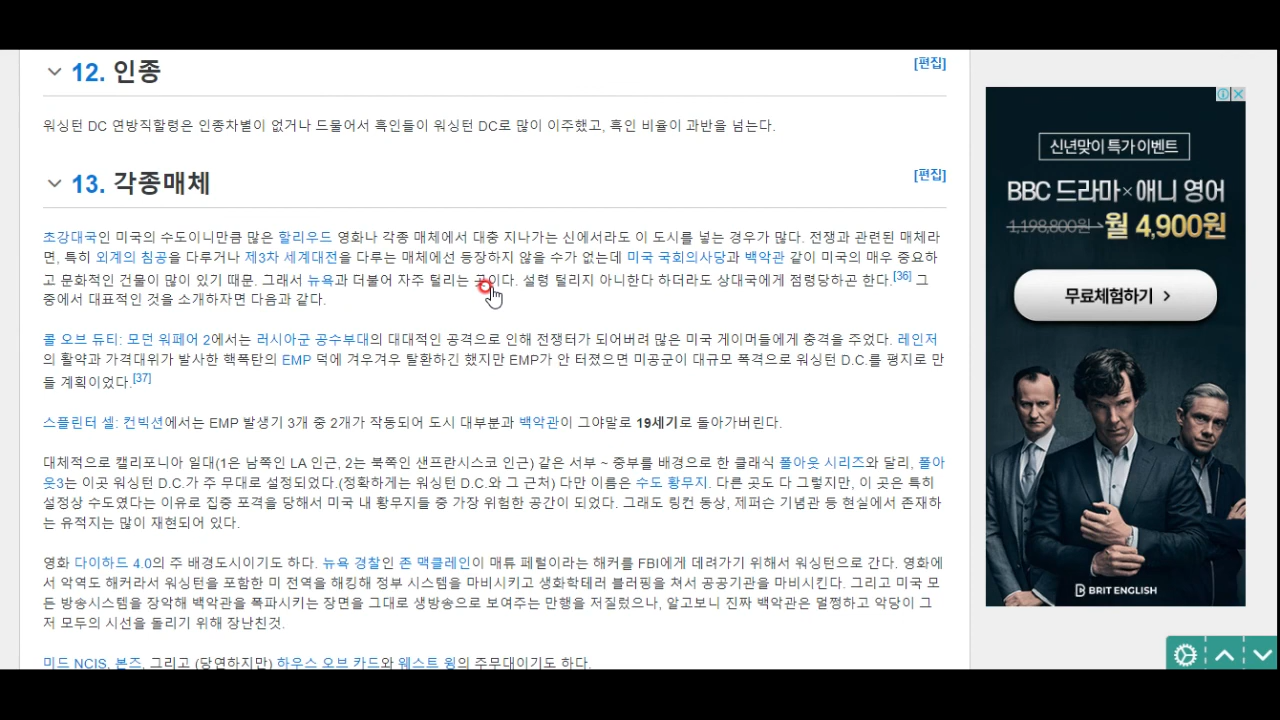 12. 인종
[편집]
워싱턴 DC 연방직할령은 인종차별이 없거나 드물어서 흑인들이 워싱턴 DC로 많이 이주했고, 흑인 비율이 과반을 넘는다.
13. 각종매체
[편집]
초강대국인 미국의 수도이니만큼 많은 할리우드 영화나 각종 매체에서 대충 지나가는 신에서라도 이 도시를 넣는 경우가 많다. 전쟁과 관련된 매체라
면, 특히 외계의 침공을 다루거나 제3차 세계대전을 다루는 매체에선 등장하지 않을 수가 없는데 미국 국회의사당과 백악관 같이 미국의 매우 중요하
고 문화적인 건물이 많이 있기 때문. 그래서 뉴욕과 더불어 자주 털리는 곳이다. 설령 털리지 아니한다 하더라도 상대국에게 점령당하곤 한다.[36] 그
중에서 대표적인 것을 소개하자면 다음과 같다.
콜 오브 듀티: 모던 워페어 2에서는 러시아군 공수부대의 대대적인 공격으로 인해 전쟁터가 되어버려 많은 미국 게이머들에게 충격을 주었다. 레인저
의 활약과 가격대위가 발사한 핵폭탄의 EMP 덕에 겨우겨우 탈환하긴 했지만 EMP가 안 터졌으면 미공군이 대규모 폭격으로 워싱턴 D.C.를 평지로 만
들 계획이었다.[37]
스플린터 셀: 컨빅션에서는 EMP 발생기 3개 중 2개가 작동되어 도시 대부분과 백악관이 그야말로 19세기로 돌아가버린다.
대체적으로 캘리포니아 일대(1은 남쪽인 LA 인근, 2는 북쪽인 샌프란시스코 인근) 같은 서부 ~ 중부를 배경으로 한 클래식 폴아웃 시리즈와 달리, 폴아
웃3는 이곳 워싱턴 D.C.가 주 무대로 설정되었다.(정확하게는 워싱턴 D.C.와 그 근처) 다만 이름은 수도 황무지. 다른 곳도 다 그렇지만, 이 곳은 특히
설정상 수도였다는 이유로 집중 포격을 당해서 미국 내 황무지들 중 가장 위험한 공간이 되었다. 그래도 링컨 동상, 제퍼슨 기념관 등 현실에서 존재하
는 유적지는 많이 재현되어 있다.
영화 다이하드 4.0의 주 배경도시이기도 하다. 뉴욕 경찰인 존 맥클레인이 매튜 페럴이라는 해커를 FBI에게 데려가기 위해서 워싱턴으로 간다. 영화에
서 악역도 해커라서 워싱턴을 포함한 미 전역을 해킹해 정부 시스템을 마비시키고 생화학테러 블러핑을 쳐서 공공기관을 마비시킨다. 그리고 미국 모
든 방송시스템을 장악해 백악관을 폭파시키는 장면을 그대로 생방송으로 보여주는 만행을 저질렀으나, 알고보니 진짜 백악관은 멀쩡하고 악당이 그
저 모두의 시선을 돌리기 위해 장난친것.
미드 NCIS, 본즈, 그리고 (당연하지만) 하우스 오브 카드와 웨스트 윙의 주무대이기도 하다.
신년맞이 특가 이벤트
BBC 드라마×애니 영어
1,198,800원→월 4,900원
무료체험하기 >
BRIT ENGLISH